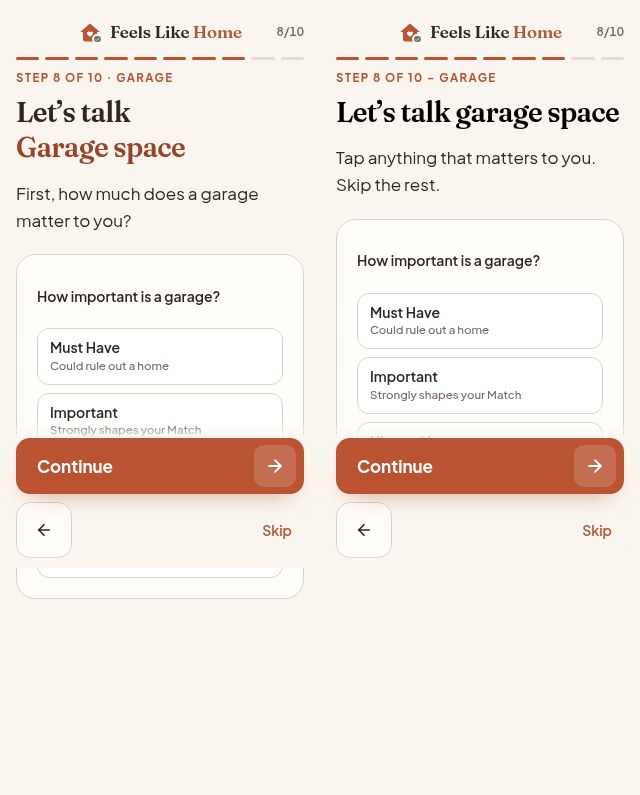 Feels Like Home
8/10
STEP 8 OF 10 · GARAGE
Let’s talk
Garage space
First, how much does a garage
matter to you?
How important is a garage?
Must Have
Could rule out a home
Important
Strongly shapes your Match
Continue
Skip
Feels Like Home
8/10
STEP 8 OF 10 – GARAGE
Let’s talk garage space
Tap anything that matters to you.
Skip the rest.
How important is a garage?
Must Have
Could rule out a home
Important
Strongly shapes your Match
Continue
Skip